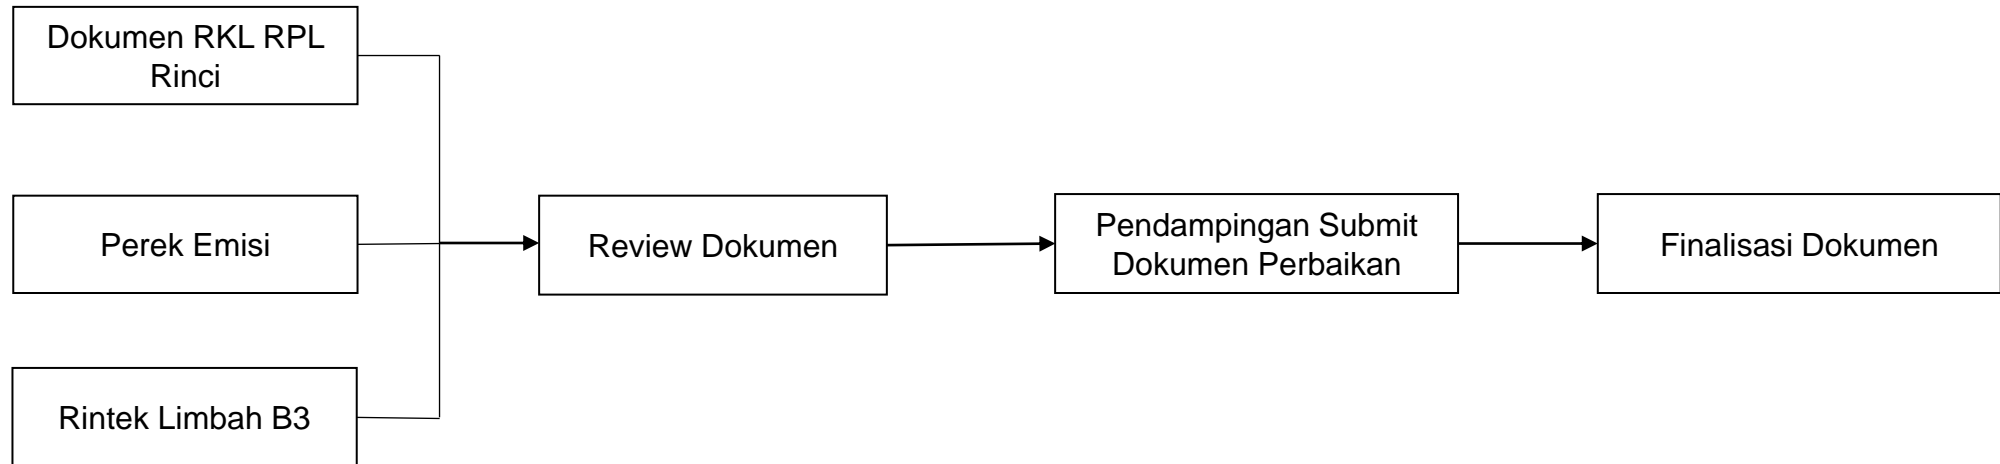 Dokumen RKL RPL
Rinci
Perek Emisi
Rintek Limbah B3
Review Dokumen
Pendampingan Submit
Dokumen Perbaikan
Finalisasi Dokumen